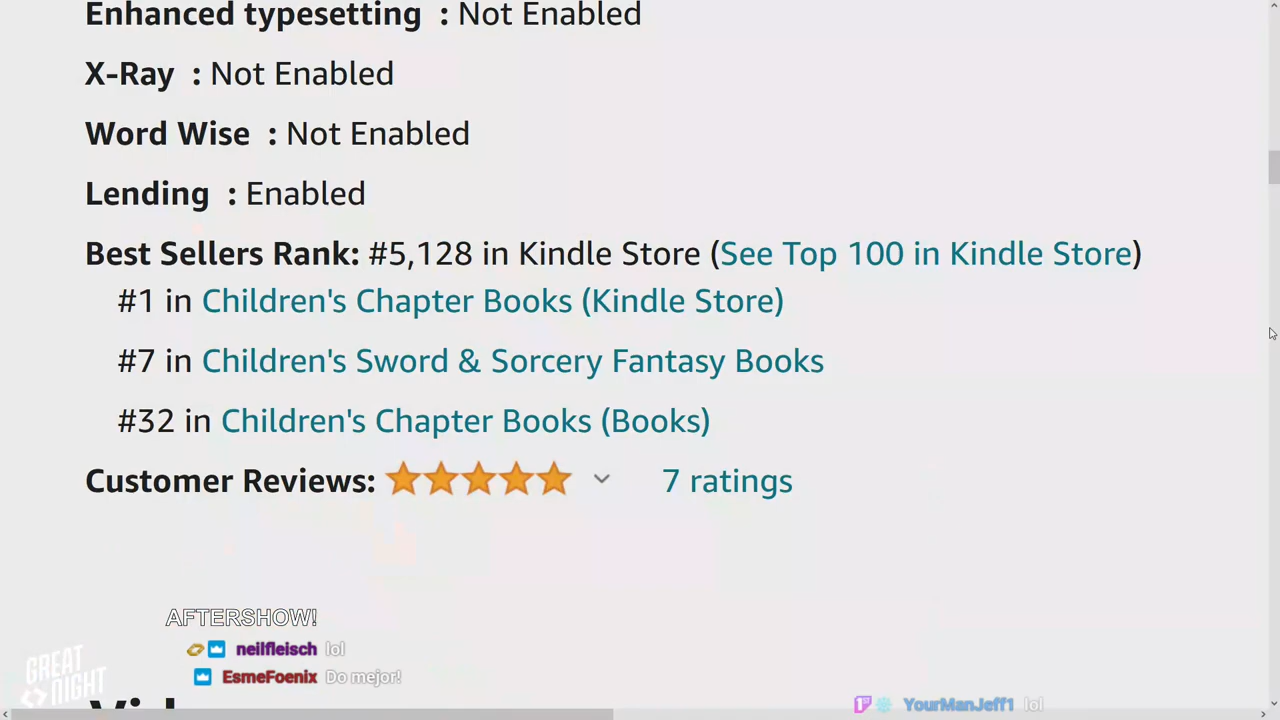 Enhanced typesetting : Not Enabled
X-Ray : Not Enabled
Word Wise : Not Enabled
Lending : Enabled
Best Sellers Rank: #5,128 in Kindle Store (See Top 100 in Kindle Store)
#1 in Children's Chapter Books (Kindle Store)
#7 in Children's Sword & Sorcery Fantasy Books
#32 in Children's Chapter Books (Books)
Customer Reviews: 7 ratings
AFTERSHOW!
neilfleisch lol
EsmeFoenix Do mejor!
GREAT NIGHT
YourManJeff1 lol